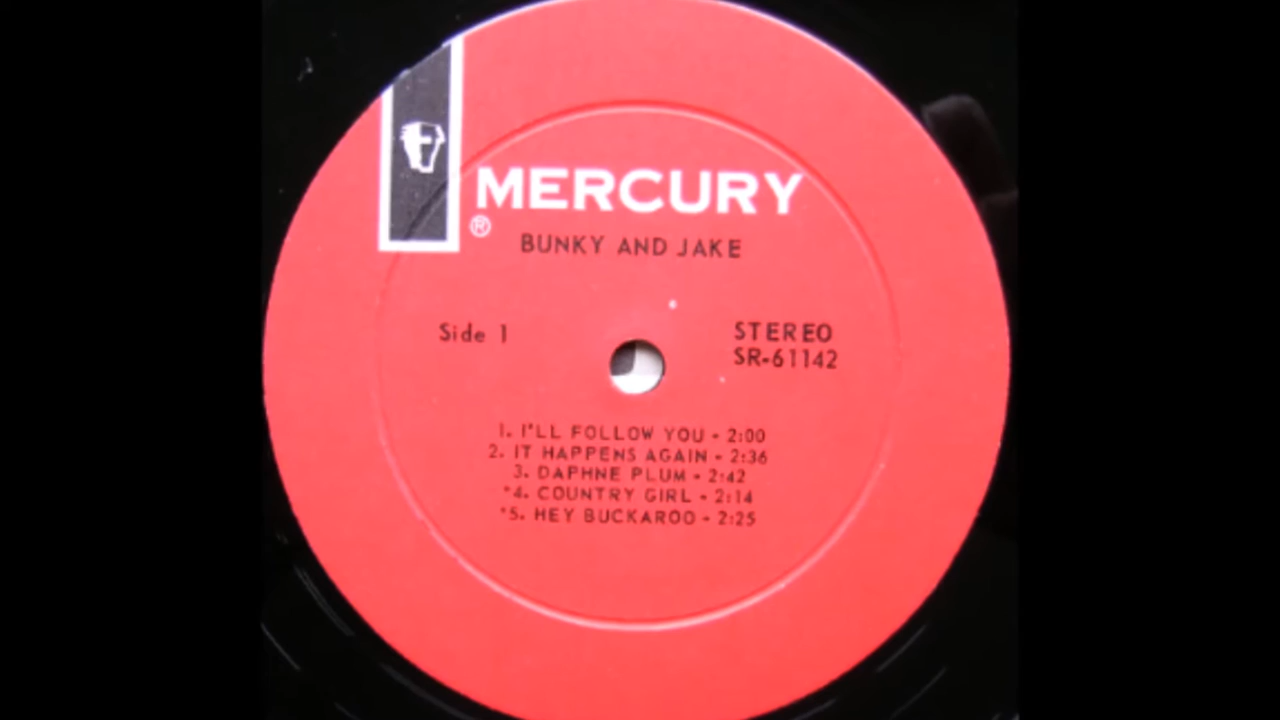 MERCURY
®
BUNKY AND JAKE
Side 1
STEREO
SR-61142
1. I'LL FOLLOW YOU - 2:00
2. IT HAPPENS AGAIN - 2:36
3. DAPHNE PLUM - 2:42
*4. COUNTRY GIRL - 2:14
*5. HEY BUCKAROO - 2:25